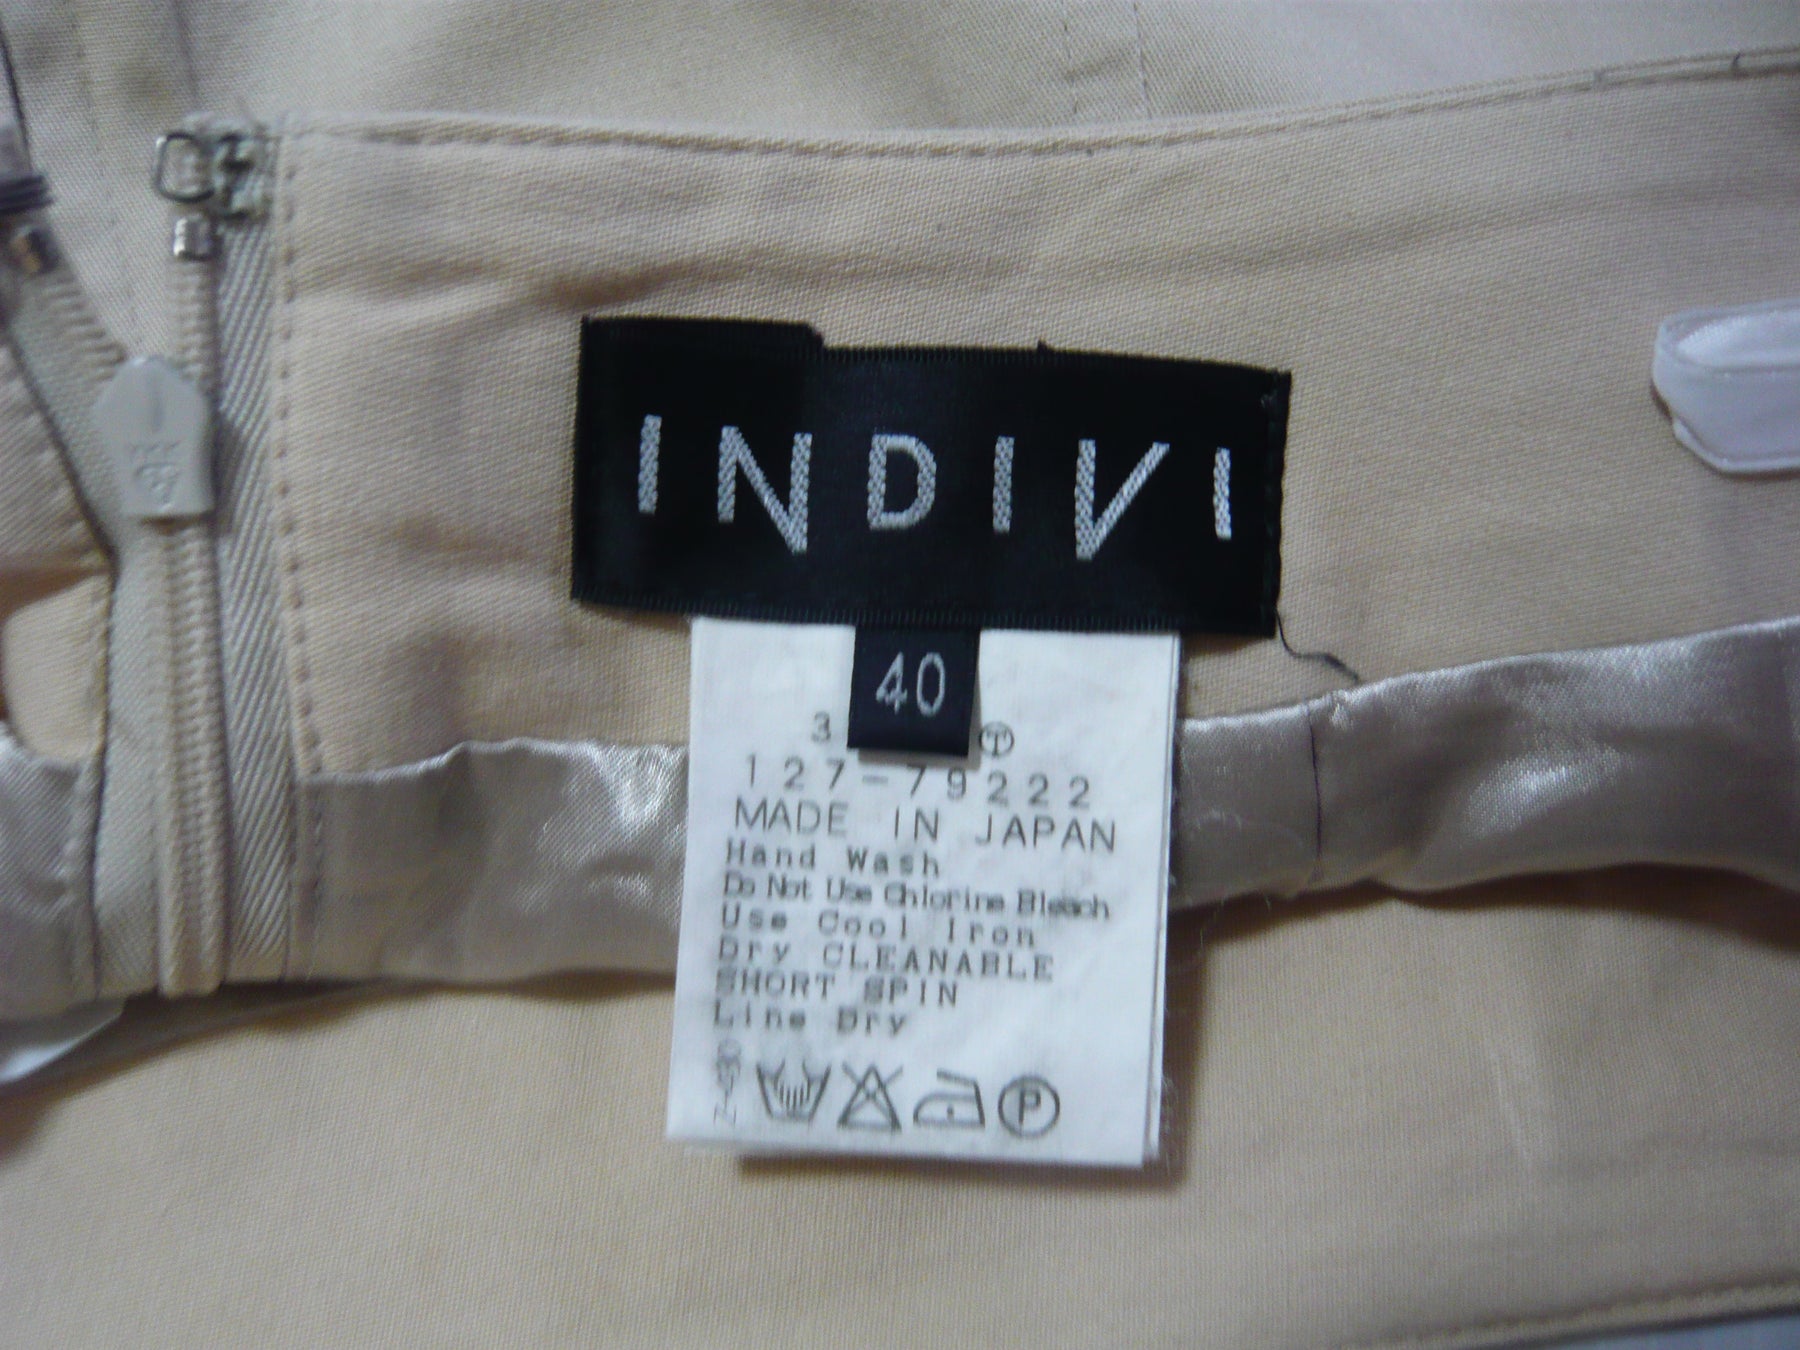 INDIVI
40
3 Ⓣ
127-79222
MADE IN JAPAN
Hand Wash
Do Not Use Chlorine Bleach
Use Cool Iron
Dry CLEANABLE
SHORT SPIN
Line Dry
P